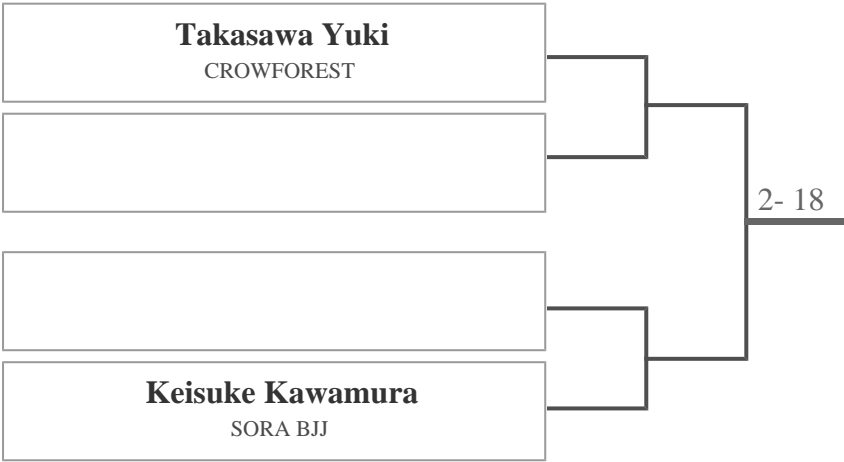 Takasawa Yuki
CROWFOREST
2- 18
Keisuke Kawamura
SORA BJJ